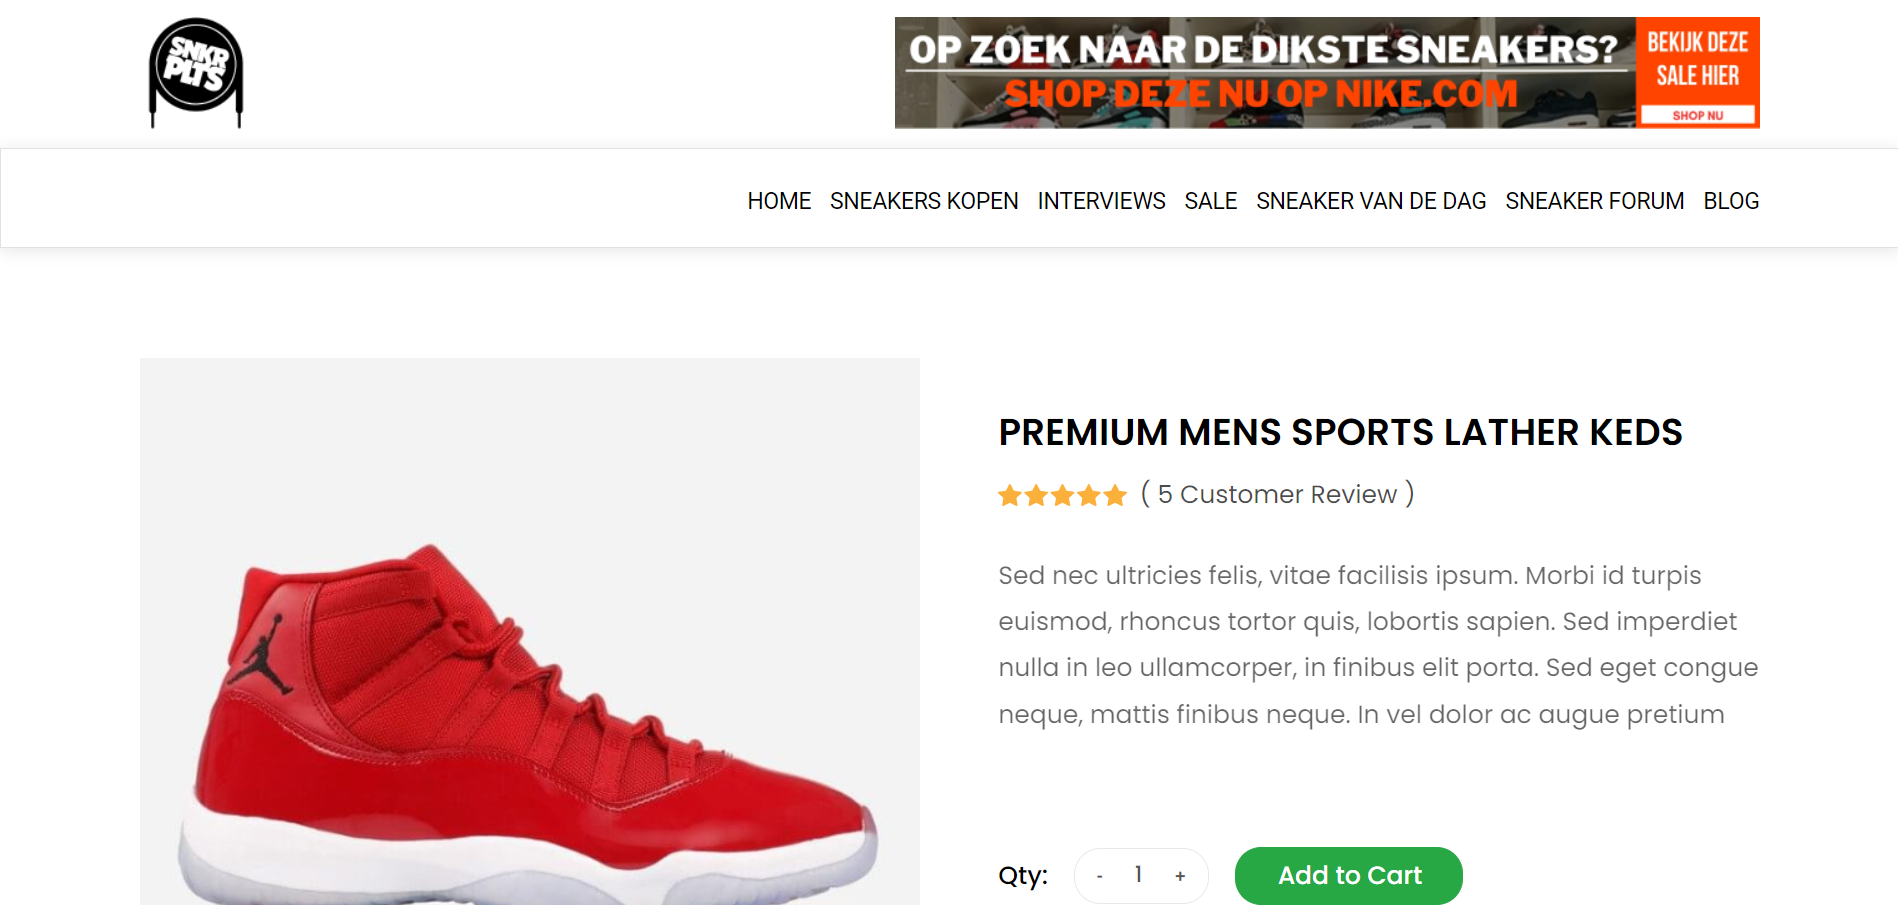 SNKR
PLTS
OP ZOEK NAAR DE DIKSTE SNEAKERS?
SHOP DEZE NU OP NIKE.COM
BEKIJK DEZE
SALE HIER
SHOP NU
HOME SNEAKERS KOPEN INTERVIEWS SALE SNEAKER VAN DE DAG SNEAKER FORUM BLOG
PREMIUM MENS SPORTS LATHER KEDS
( 5 Customer Review )
Sed nec ultricies felis, vitae facilisis ipsum. Morbi id turpis
euismod, rhoncus tortor quis, lobortis sapien. Sed imperdiet
nulla in leo ullamcorper, in finibus elit porta. Sed eget congue
neque, mattis finibus neque. In vel dolor ac augue pretium
Qty: - 1 + Add to Cart